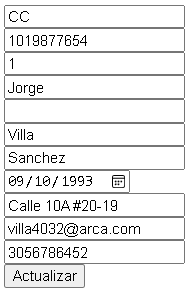 CC
1019877654
1
Jorge
Villa
Sanchez
09/10/1993
Calle 10A #20-19
villa4032@arca.com
3056786452
Actualizar